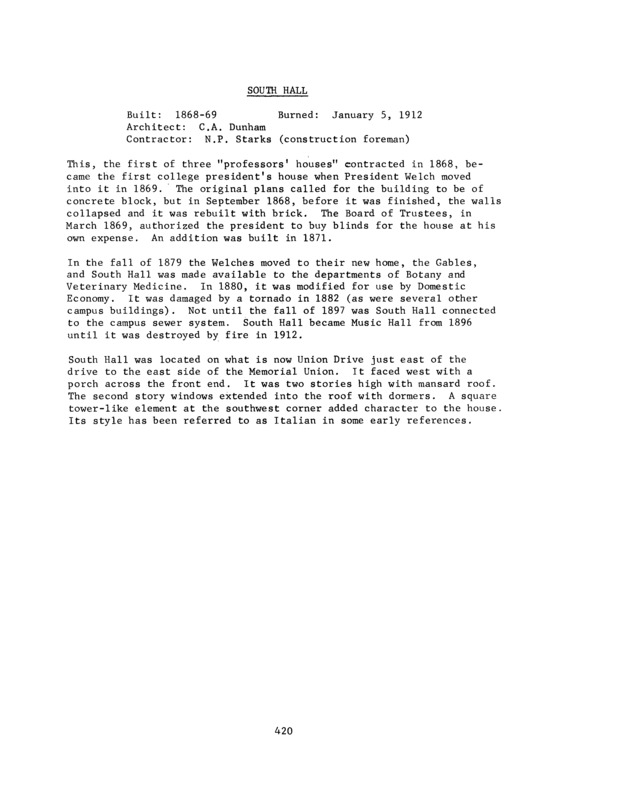 SOUTH HALL
Built: 1868-69 Burned: January 5, 1912
Architect: C.A. Dunham
Contractor: N.P. Starks (construction foreman)
This, the first of three "professors' houses" contracted in 1868, be-
came the first college president's house when President Welch moved
into it in 1869. The original plans called for the building to be of
concrete block, but in September 1868, before it was finished, the walls
collapsed and it was rebuilt with brick. The Board of Trustees, in
March 1869, authorized the president to buy blinds for the house at his
own expense. An addition was built in 1871.
In the fall of 1879 the Welches moved to their new home, the Gables,
and South Hall was made available to the departments of Botany and
Veterinary Medicine. In 1880, it was modified for use by Domestic
Economy. It was damaged by a tornado in 1882 (as were several other
campus buildings). Not until the fall of 1897 was South Hall connected
to the campus sewer system. South Hall became Music Hall from 1896
until it was destroyed by fire in 1912.
South Hall was located on what is now Union Drive just east of the
drive to the east side of the Memorial Union. It faced west with a
porch across the front end. It was two stories high with mansard roof.
The second story windows extended into the roof with dormers. A square
tower-like element at the southwest corner added character to the house.
Its style has been referred to as Italian in some early references.
420